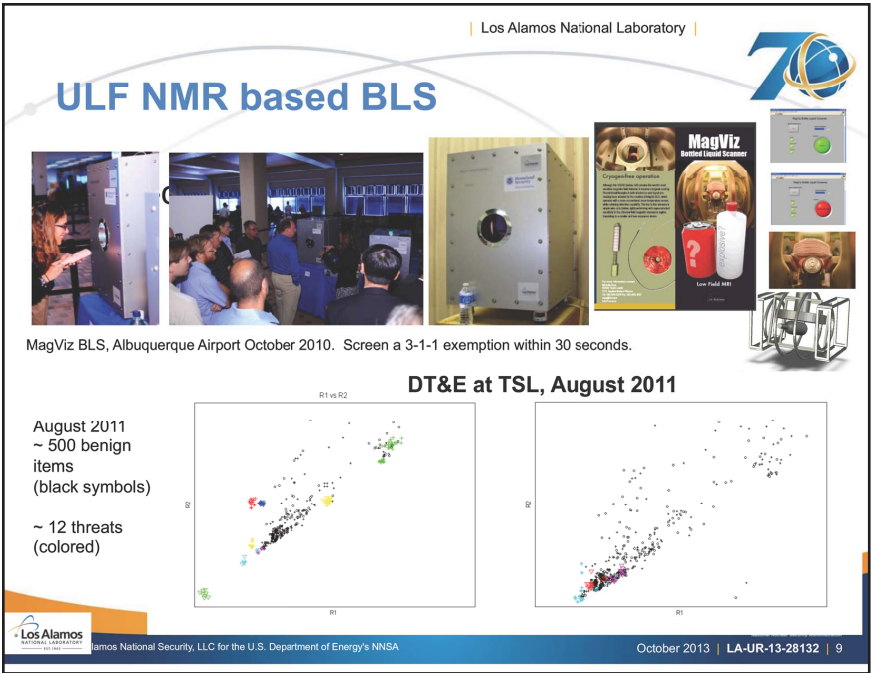 | Los Alamos National Laboratory |
70
ULF NMR based BLS
MagViz
Bottled Liquid Scanner
Cryogen-free operation
Homeland
Security
?
explosive?
Low Field MRI
MagViz BLS, Albuquerque Airport October 2010. Screen a 3-1-1 exemption within 30 seconds.
DT&E at TSL, August 2011
R1 vs R2
August 2011
~ 500 benign
items
(black symbols)
~ 12 threats
(colored)
R2
R1
R2
R1
Los Alamos
NATIONAL LABORATORY
EST. 1943
lamos National Security, LLC for the U.S. Department of Energy's NNSA
October 2013 | LA-UR-13-28132 | 9